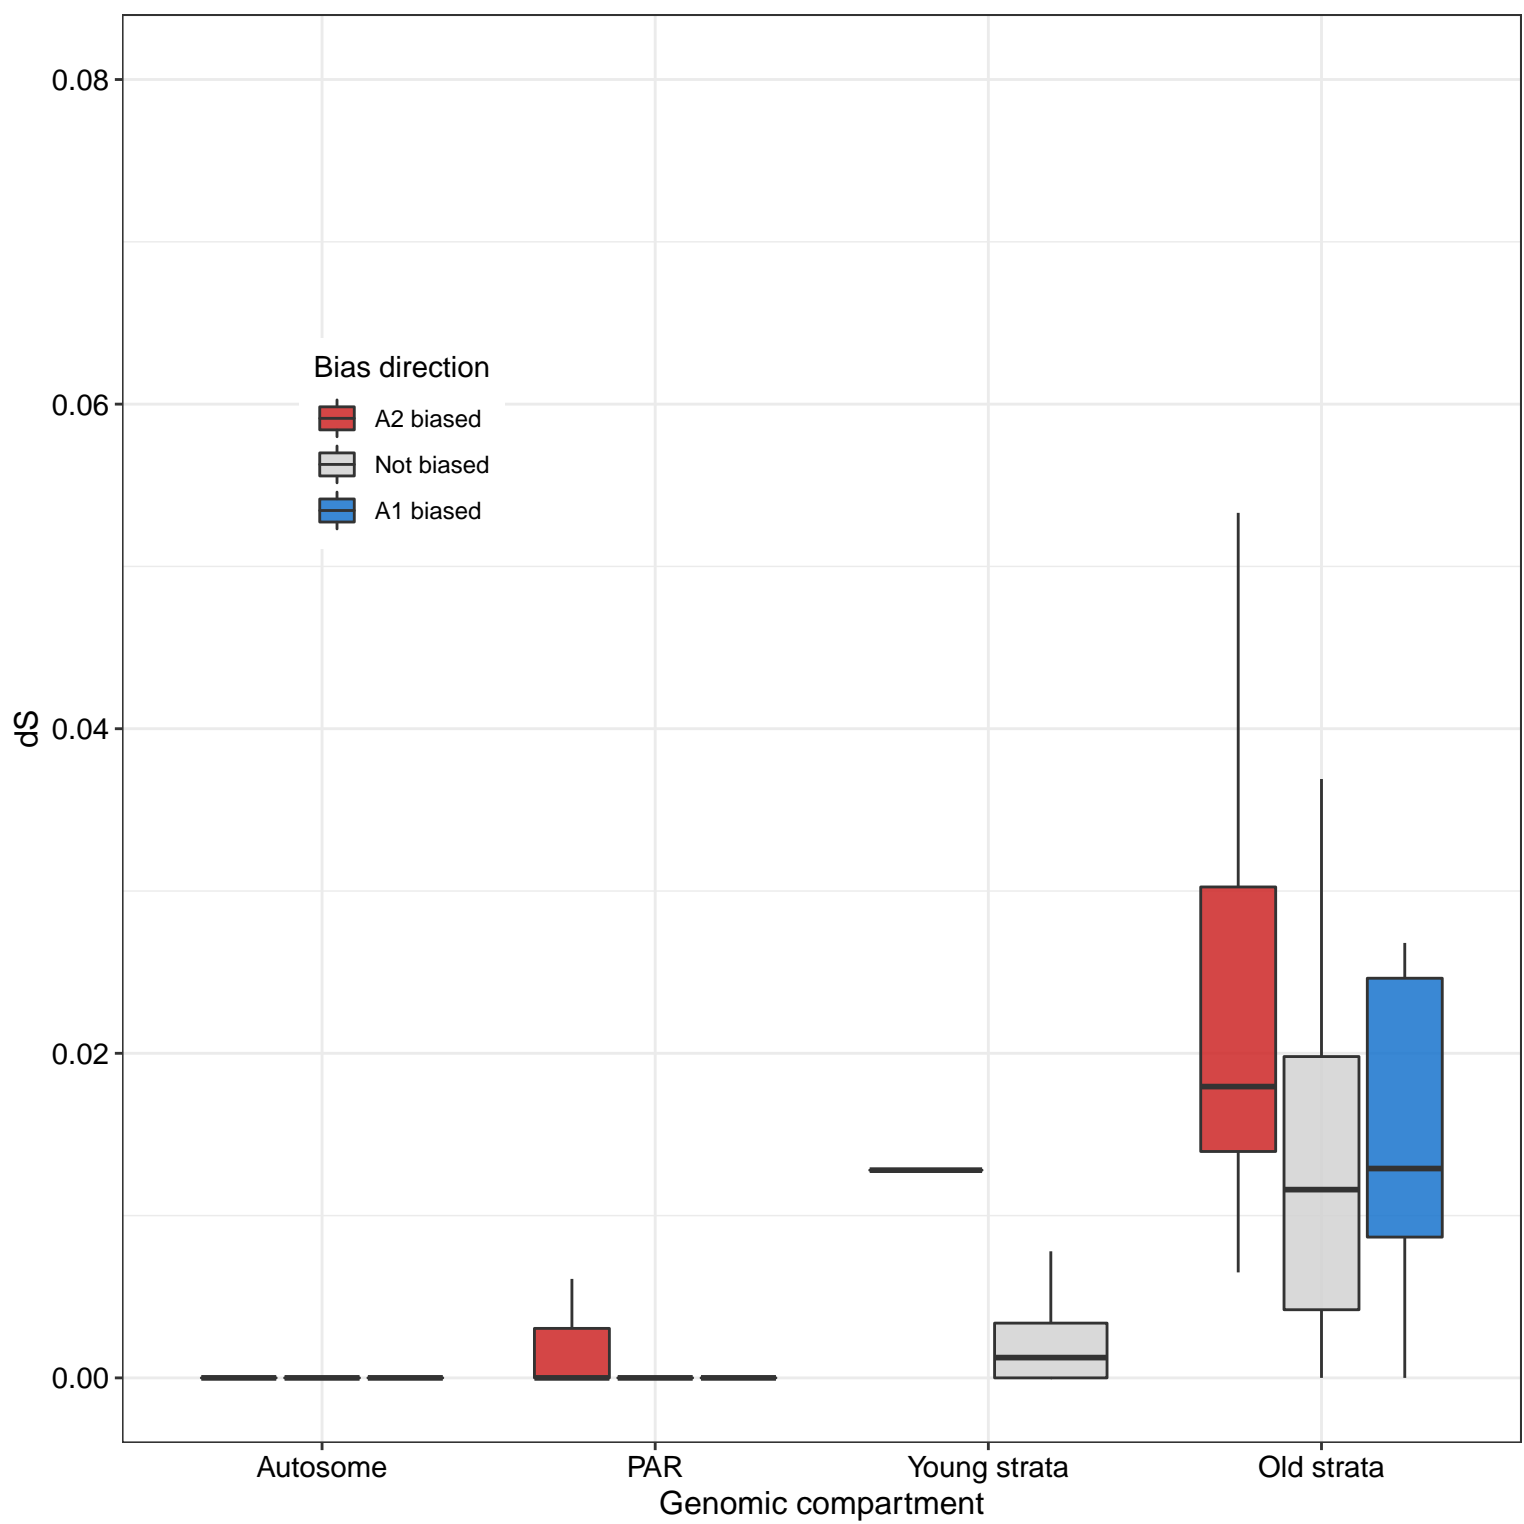 0.08
0.06
0.04
0.02
0.00
dS
Bias direction
A2 biased
Not biased
A1 biased
Autosome
PAR
Young strata
Old strata
Genomic compartment